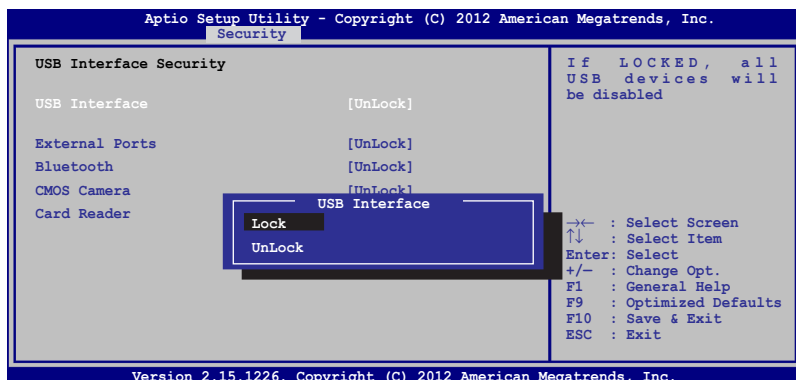 Aptio Setup Utility - Copyright (C) 2012 American Megatrends, Inc.
Security
USB Interface Security
USB Interface [UnLock]
External Ports [UnLock]
Bluetooth [UnLock]
CMOS Camera [UnLock]
Card Reader
USB Interface
Lock
UnLock
If LOCKED, all
USB devices will
be disabled
→← : Select Screen
↑↓ : Select Item
Enter: Select
+/— : Change Opt.
F1 : General Help
F9 : Optimized Defaults
F10 : Save & Exit
ESC : Exit
Version 2.15.1226. Copyright (C) 2012 American Megatrends, Inc.